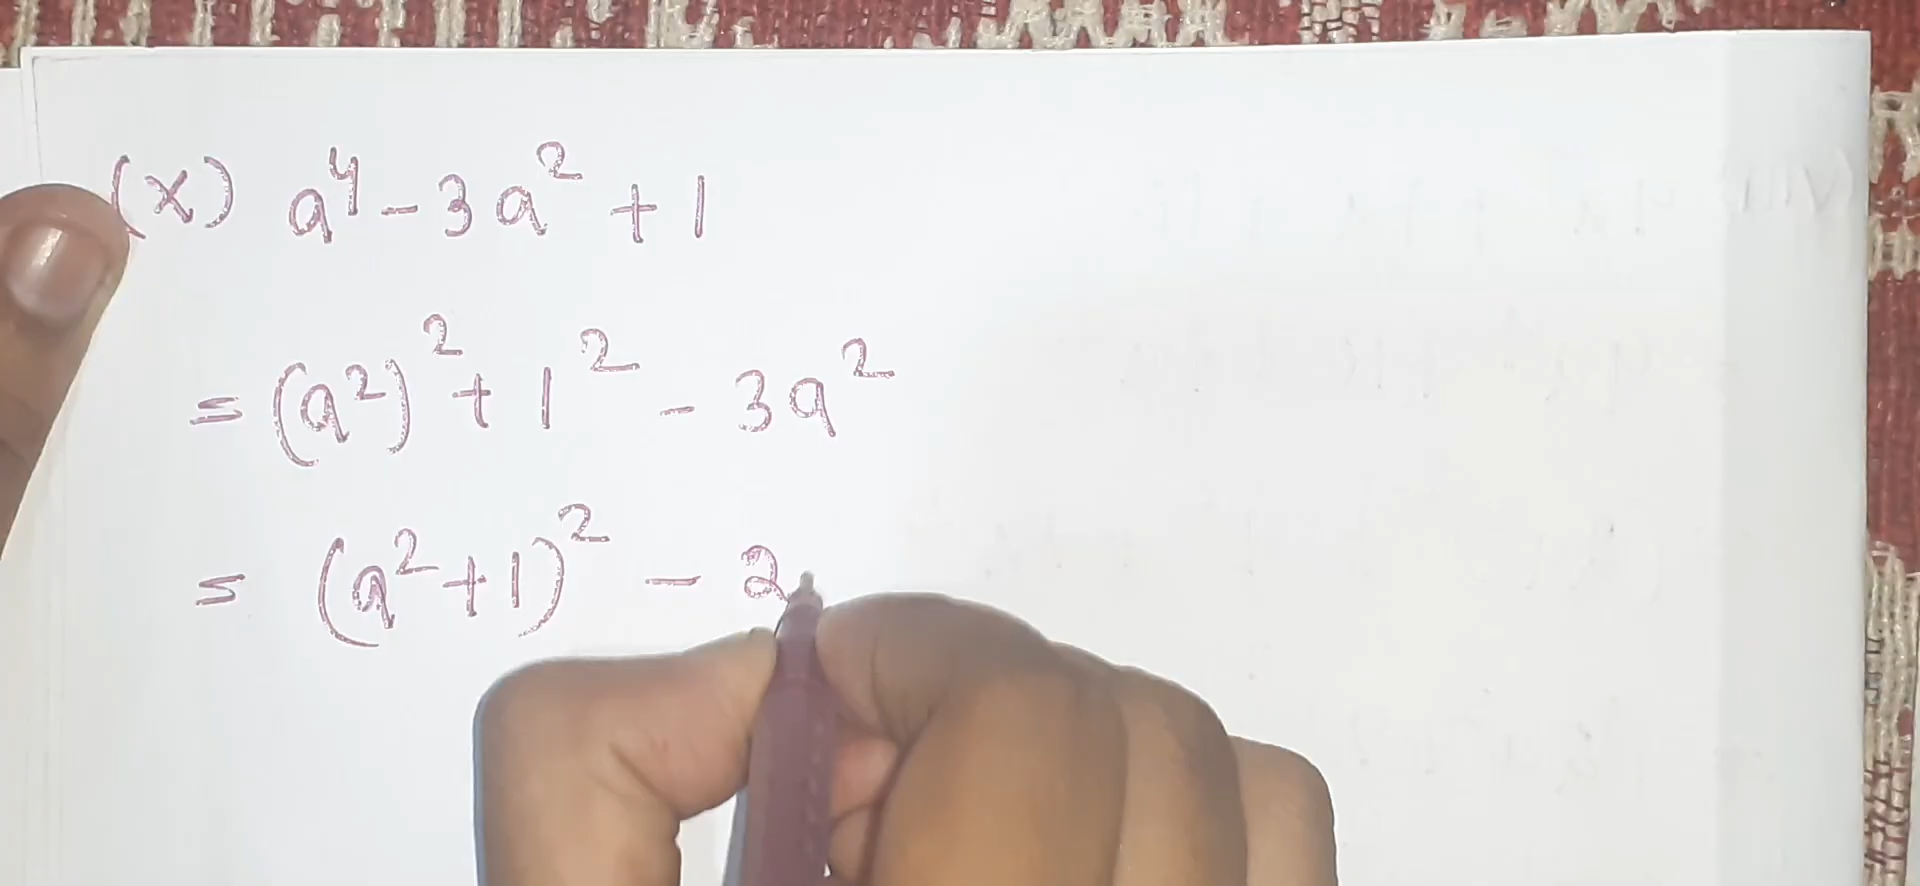 (x) a⁴ - 3a² + 1
= (a²)² + 1² - 3a²
= (a²+1)² - 2